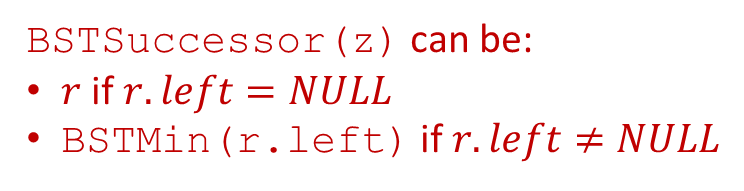 BSTSuccessor(z) can be:
• r if r.left = NULL
• BSTMin(r.left) if r.left ≠ NULL